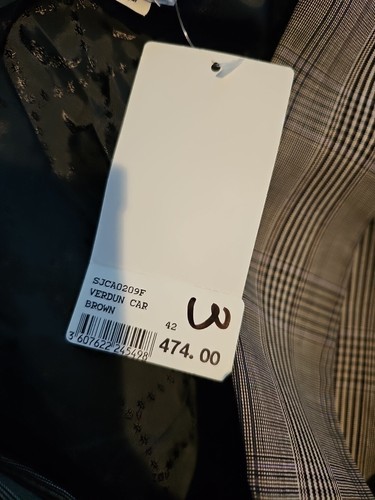 SJCA0209F
VERDUN CAR
BROWN
42
3
3 607622 245498
474.00